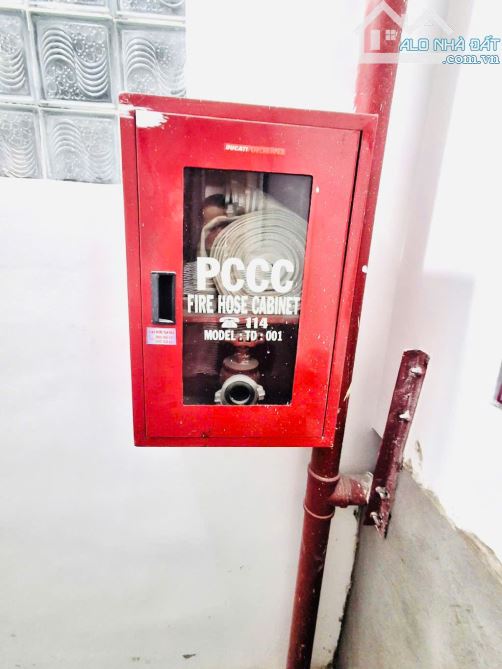 ALO NHÀ ĐẤT
.com.vn
PCCC
FIRE HOSE CABINET
☎ 114
MODEL : TD : 001